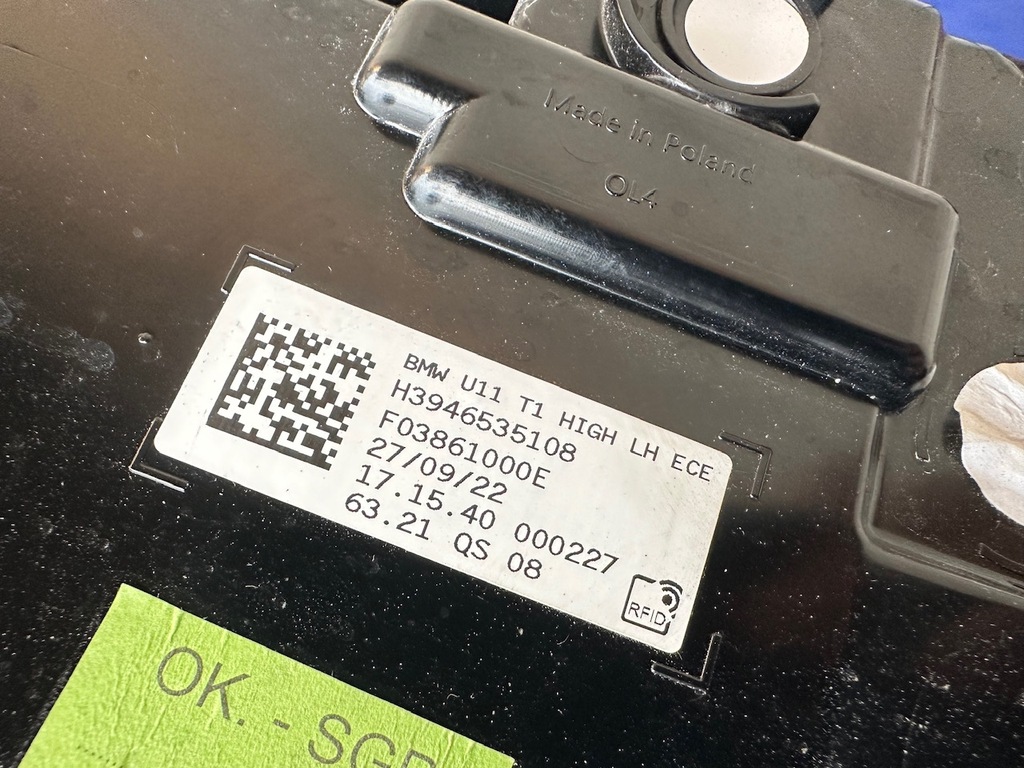 Made in Poland
OL4
BMW U11 T1 HIGH LH ECE
H3946535108
F03861000E
27/09/22
17.15.40 000227
63.21 QS 08
RFID
OK. - SGP